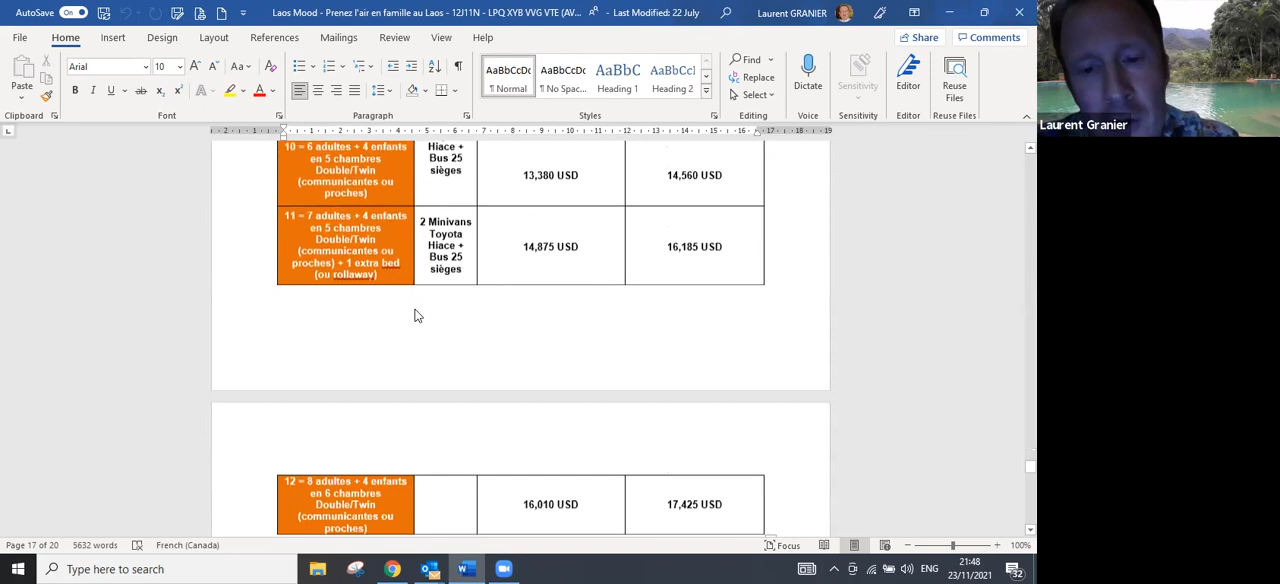 AutoSave On Laos Mood - Prenez l'air en famille au Laos - 12J11N - LPQ XYB VVG VTE (AV... - Last Modified: 22 July Laurent GRANIER
File Home Insert Design Layout References Mailings Review View Help Share Comments
Paste Arial 10 Aa AaBbCcDc AaBbCcDc AaBbC AaBbCcI Find Replace Select Dictate Sensitivity Editor Reuse Files
¶ Normal ¶ No Spac... Heading 1 Heading 2
Clipboard Font Paragraph Styles Editing Voice Sensitivity Editor Reuse Files
Laurent Granier
10 = 6 adultes + 4 enfants
en 5 chambres
Double/Twin
(communicantes ou
proches)
Hiace +
Bus 25
sièges
13,380 USD
14,560 USD
11 = 7 adultes + 4 enfants
en 5 chambres
Double/Twin
(communicantes ou
proches) + 1 extra bed
(ou rollaway)
2 Minivans
Toyota
Hiace +
Bus 25
sièges
14,875 USD
16,185 USD
12 = 8 adultes + 4 enfants
en 6 chambres
Double/Twin
(communicantes ou
proches)
16,010 USD
17,425 USD
Page 17 of 20 5632 words French (Canada) Focus 100%
Type here to search ENG 21:48
23/11/2021 32